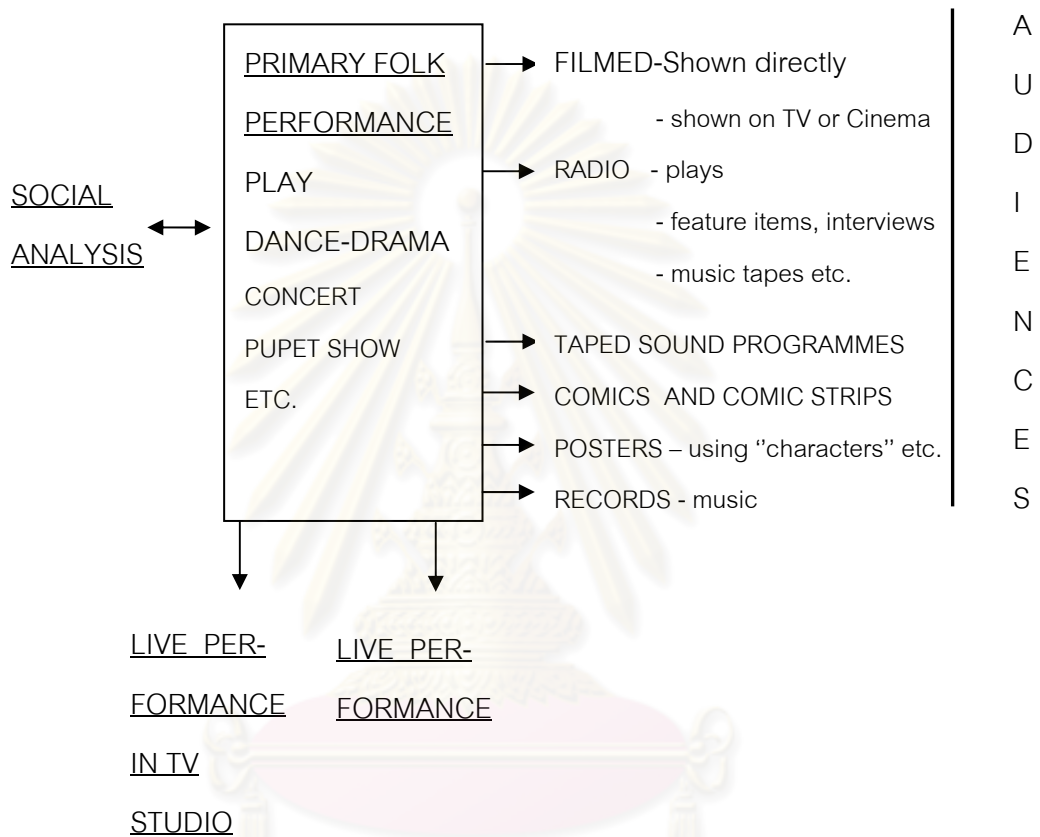 SOCIAL
ANALYSIS
PRIMARY FOLK
PERFORMANCE
PLAY
DANCE-DRAMA
CONCERT
PUPET SHOW
ETC.
FILMED-Shown directly
- shown on TV or Cinema
RADIO - plays
- feature items, interviews
- music tapes etc.
TAPED SOUND PROGRAMMES
COMICS AND COMIC STRIPS
POSTERS – using ‘‘characters’’ etc.
RECORDS - music
A
U
D
I
E
N
C
E
S
LIVE PER-
FORMANCE
IN TV
STUDIO
LIVE PER-
FORMANCE